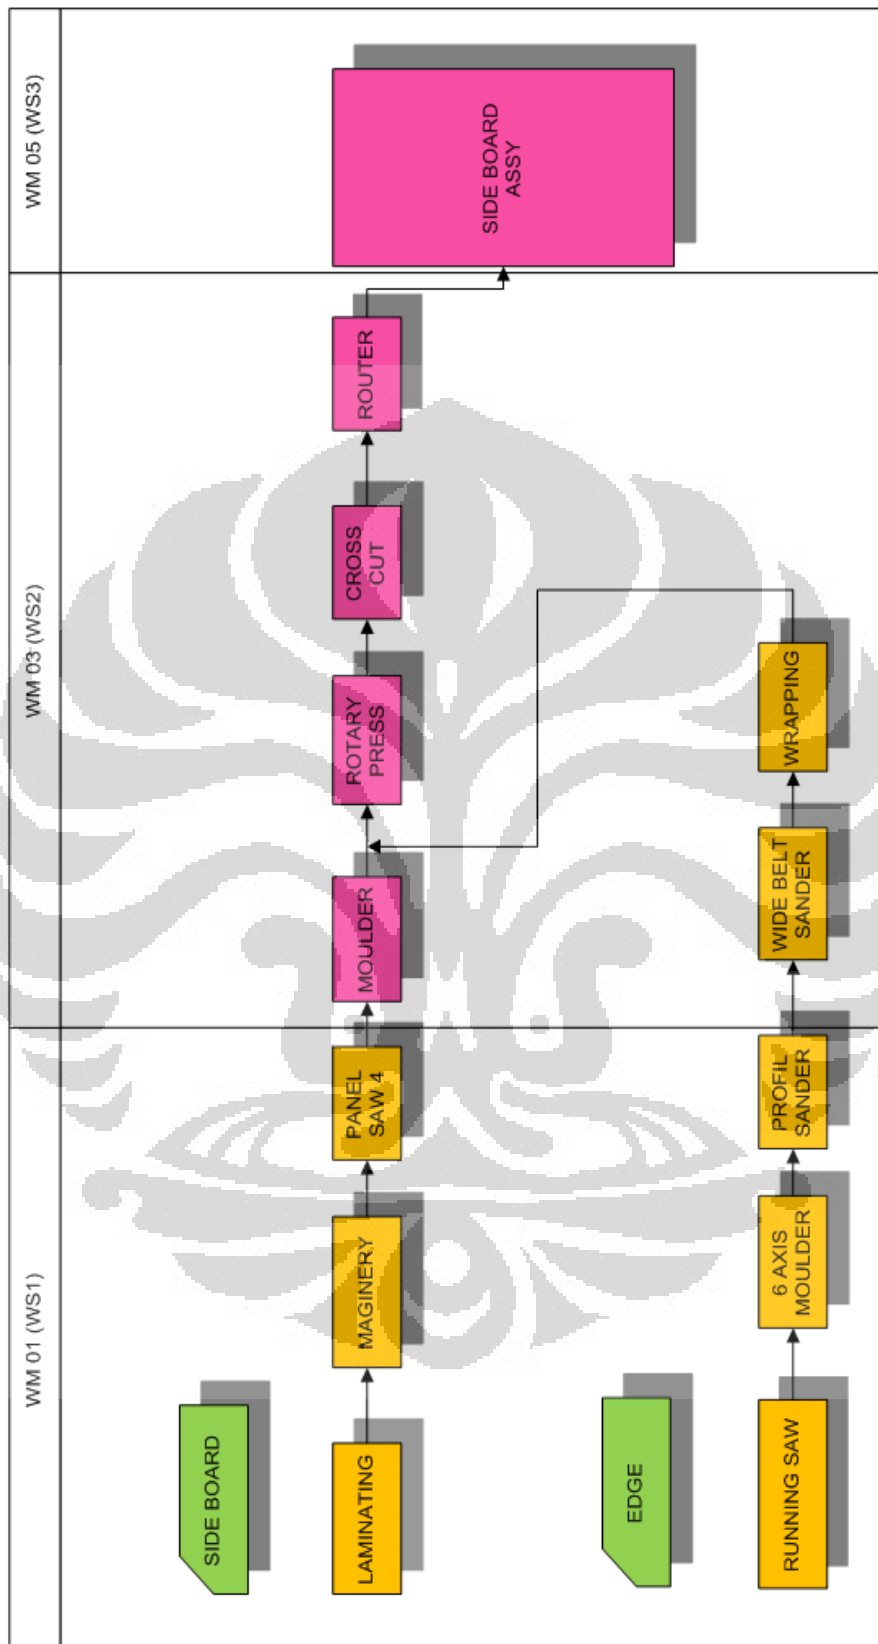 WM 01 (WS1)
WM 03 (WS2)
WM 05 (WS3)
SIDE BOARD
LAMINATING
MAGINERY
PANEL
SAW 4
MOULDER
ROTARY
PRESS
CROSS
CUT
ROUTER
SIDE BOARD
ASSY
EDGE
RUNNING SAW
6 AXIS
MOULDER
PROFIL
SANDER
WIDE BELT
SANDER
WRAPPING